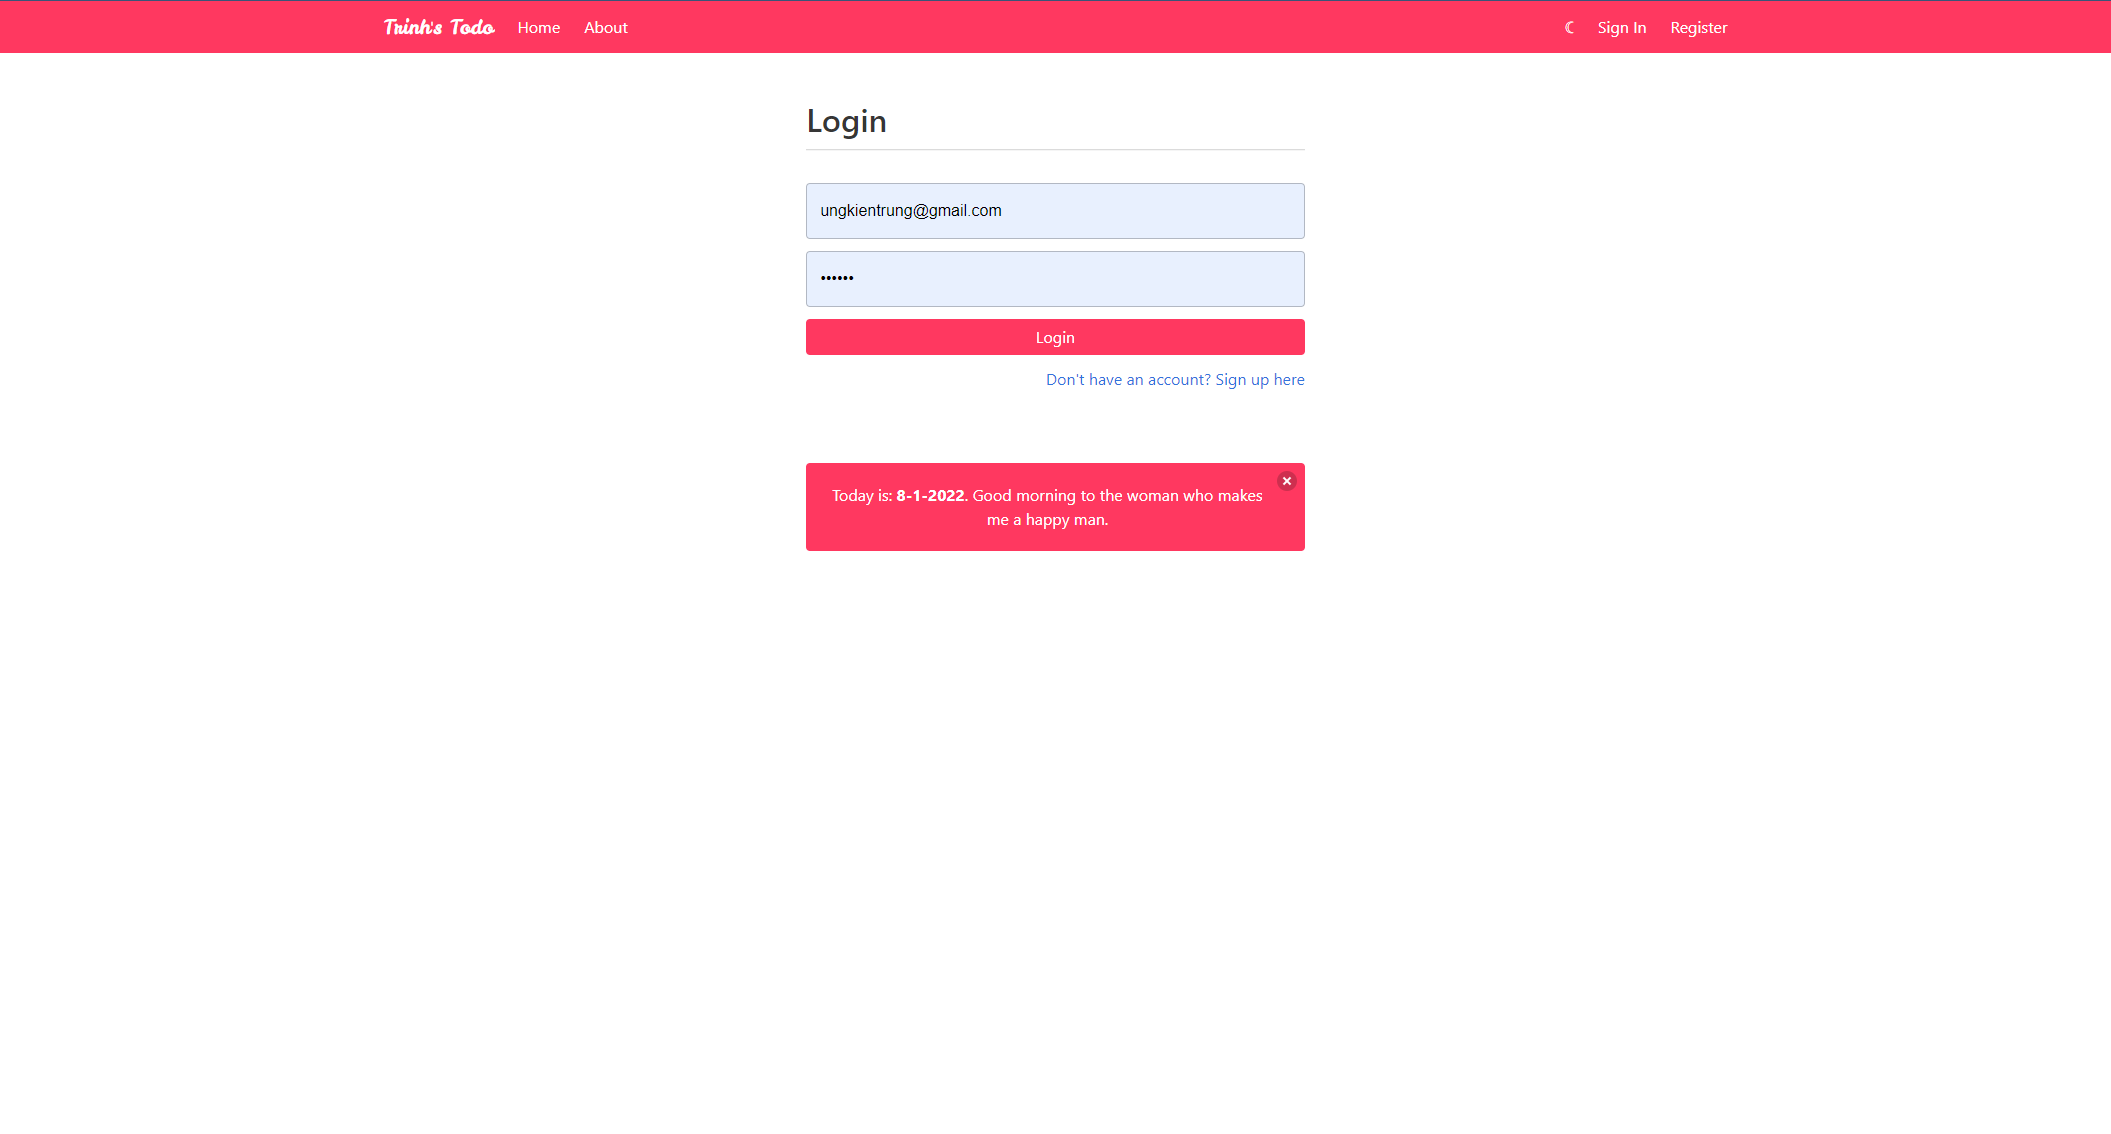 Trinh's Todo Home About Sign In Register
Login
ungkientrung@gmail.com
••••••
Login
Don't have an account? Sign up here
Today is: 8-1-2022. Good morning to the woman who makes
me a happy man.